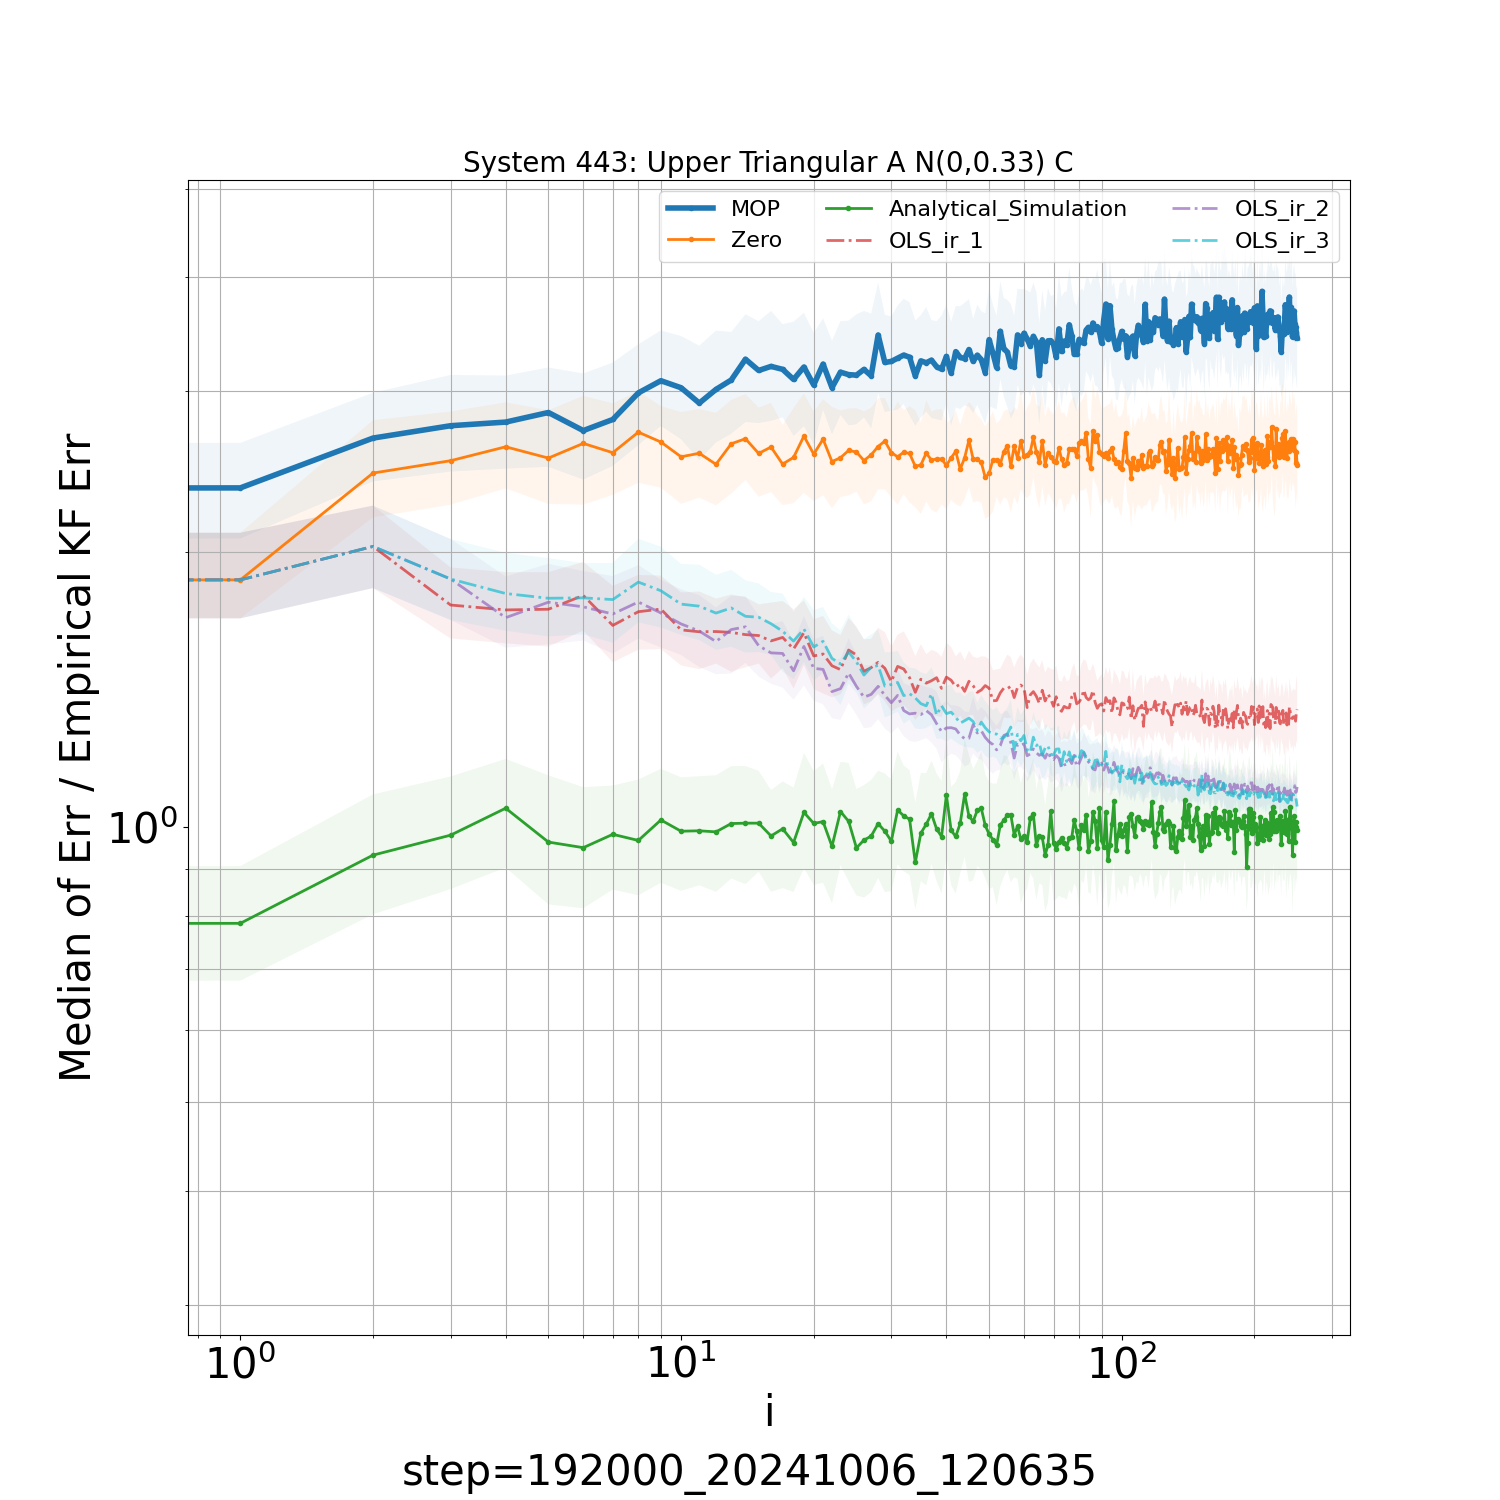 System 443: Upper Triangular A N(0,0.33) C
MOP
Zero
Analytical_Simulation
OLS_ir_1
OLS_ir_2
OLS_ir_3
Median of Err / Empirical KF Err
10⁰
10⁰
10¹
10²
i
step=192000_20241006_120635